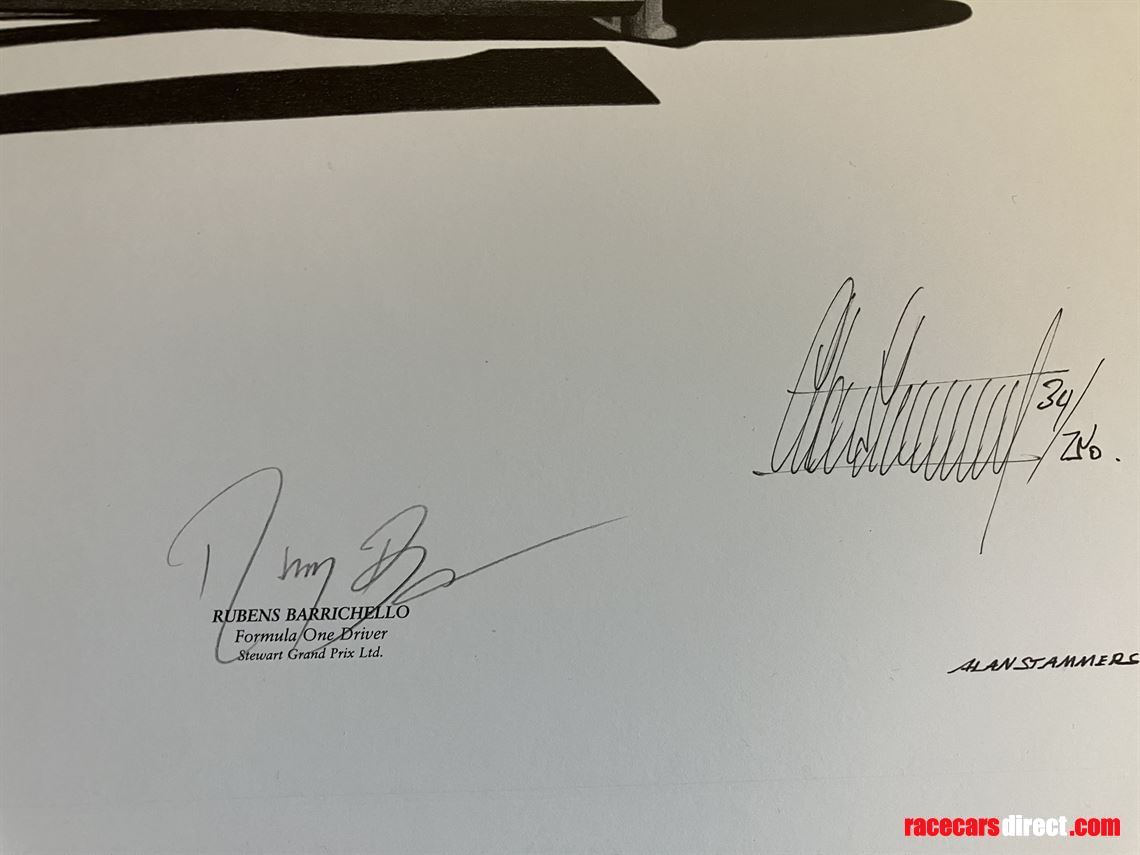 34/
RUBENS BARRICHELLO
Formula One Driver
Stewart Grand Prix Ltd.
ALAN STAMMERS
racecarsdirect.com